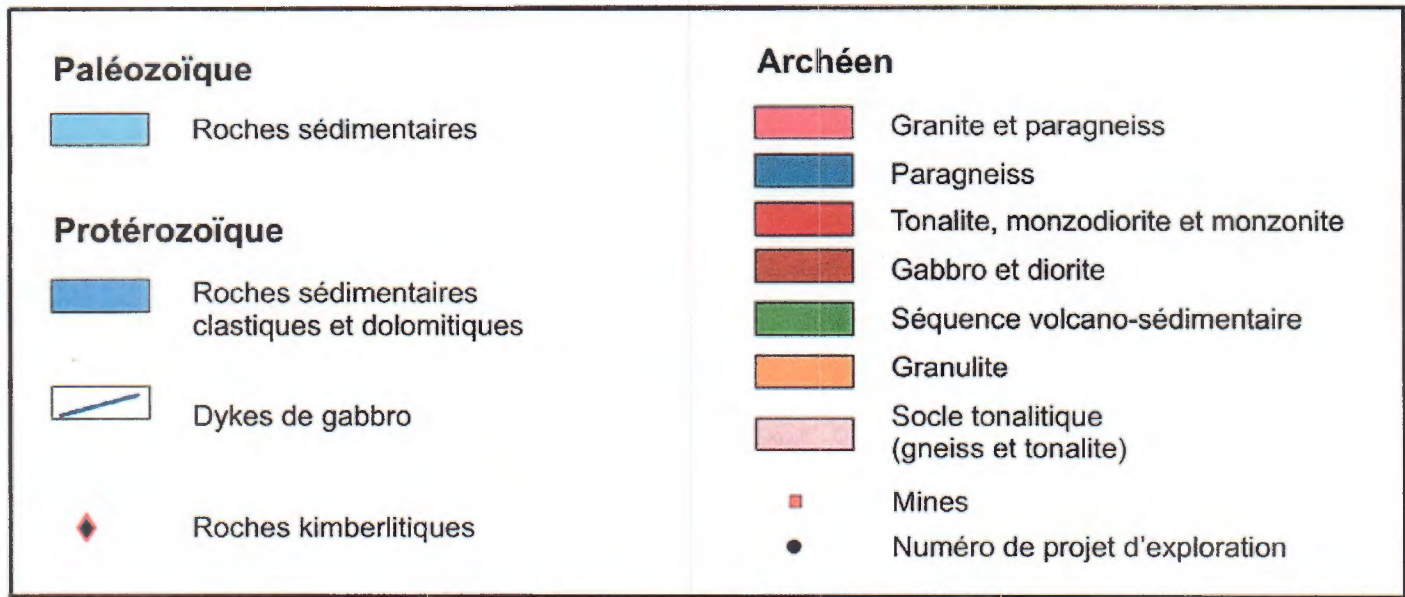 Paléozoïque
Roches sédimentaires
Protérozoïque
Roches sédimentaires
clastiques et dolomitiques
Dykes de gabbro
Roches kimberlitiques
Archéen
Granite et paragneiss
Paragneiss
Tonalite, monzodiorite et monzonite
Gabbro et diorite
Séquence volcano-sédimentaire
Granulite
Socle tonalitique
(gneiss et tonalite)
Mines
Numéro de projet d'exploration